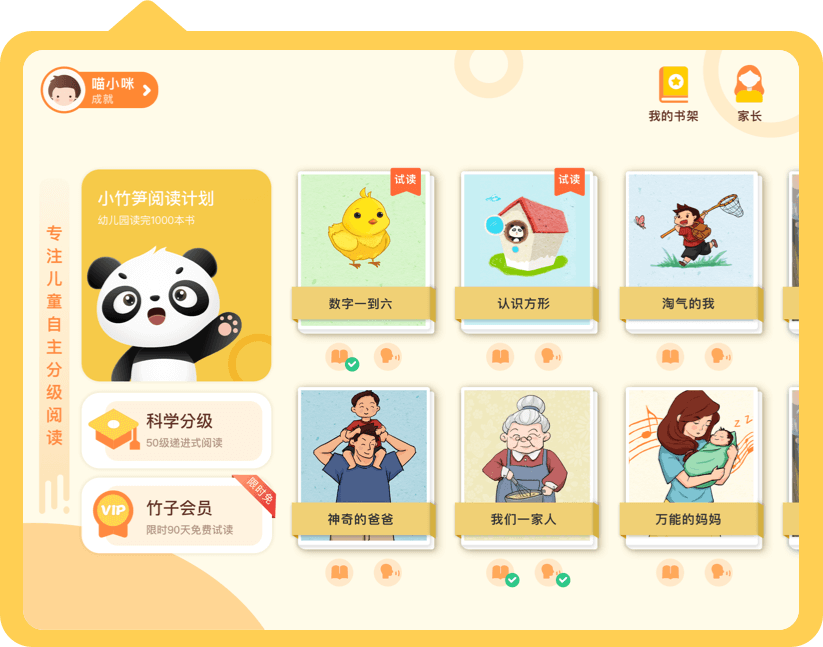 喵小咪
成就
我的书架
家长
专注儿童自主分级阅读
小竹笋阅读计划
幼儿园读完1000本书
科学分级
50级递进式阅读
限时免
VIP
竹子会员
限时90天免费试读
试读
数字一到六
试读
认识方形
淘气的我
神奇的爸爸
我们一家人
z z
万能的妈妈